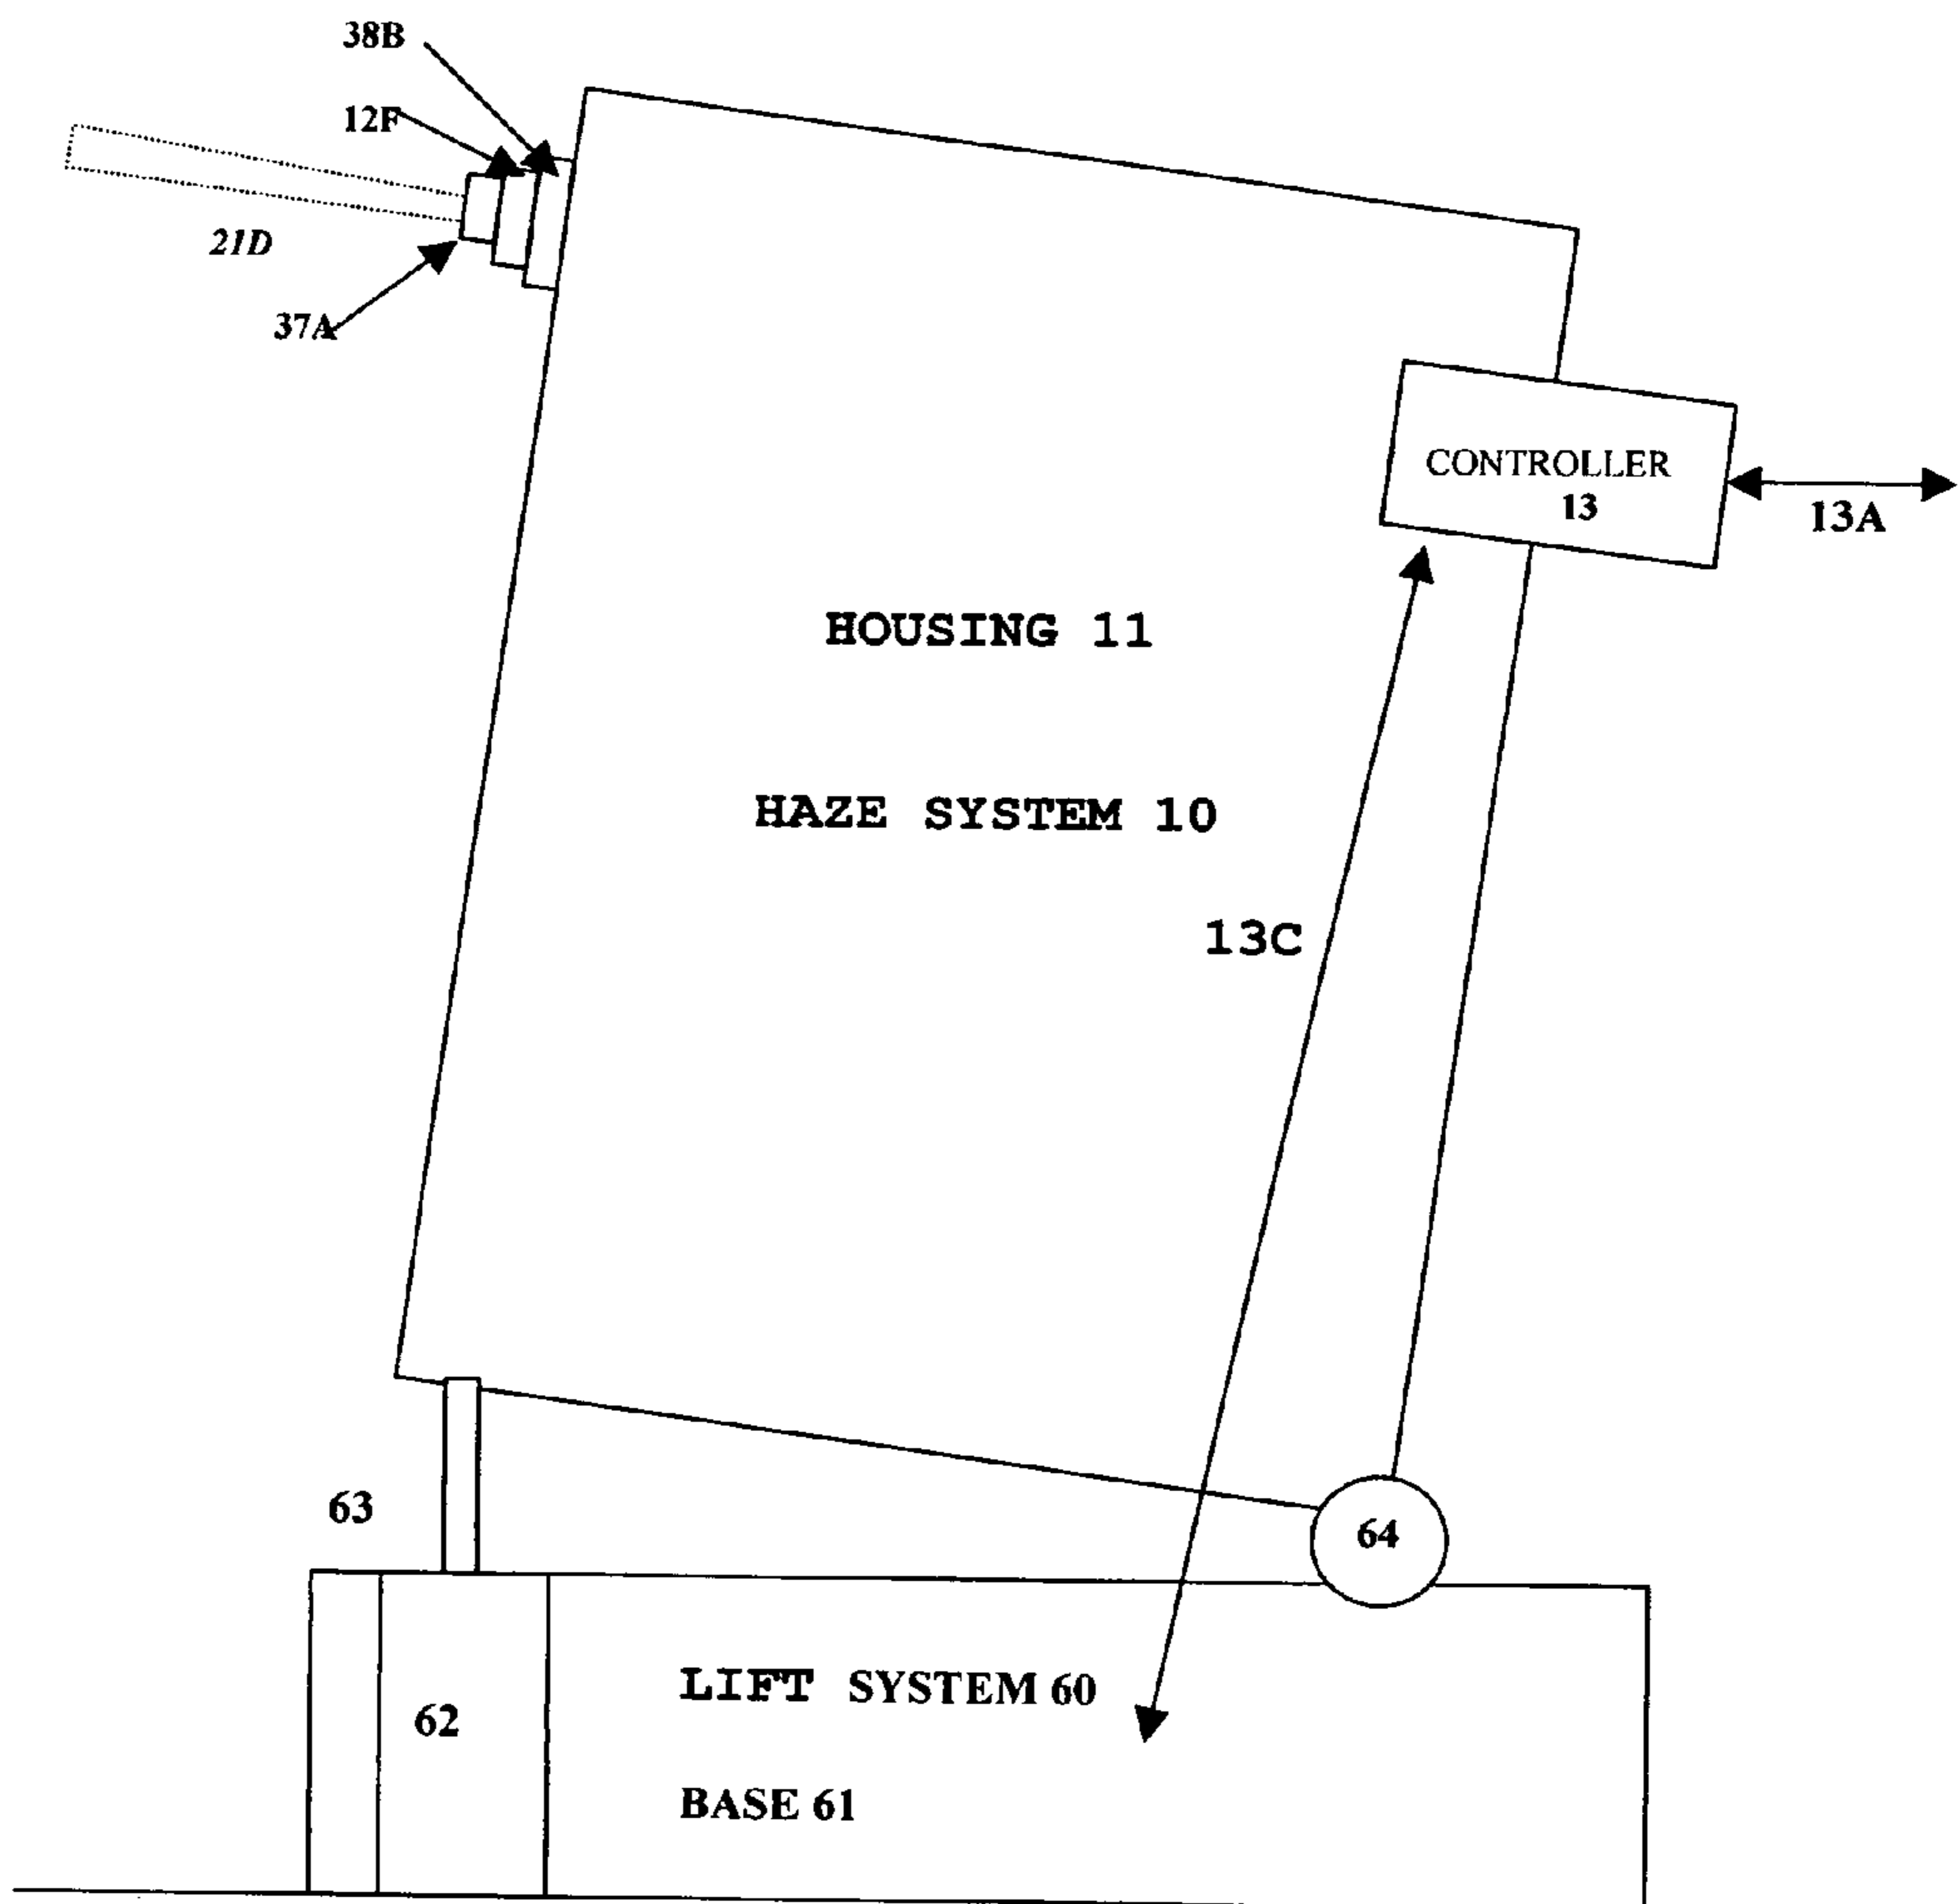 38B
12F
21D
37A
CONTROLLER
13
13A
HOUSING 11
HAZE SYSTEM 10
13C
63
64
LIFT SYSTEM 60
62
BASE 61